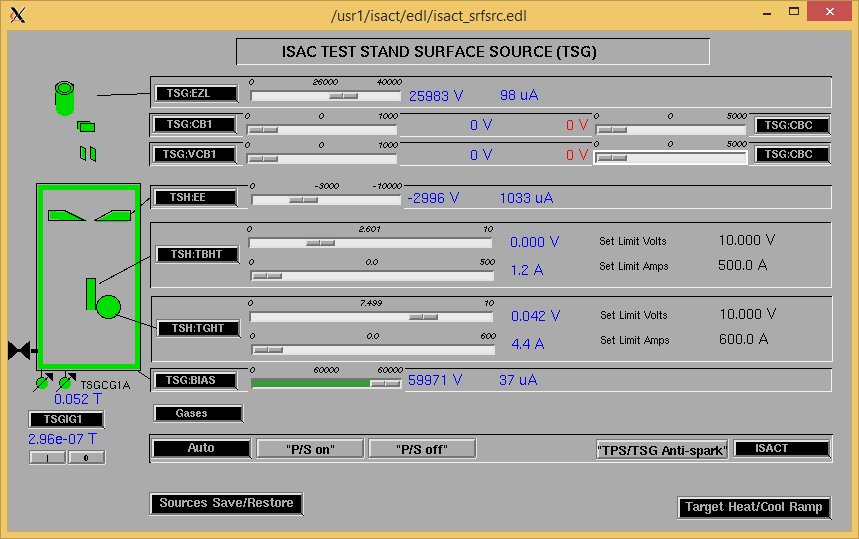 /usr1/isact/edl/isact_srfsrc.edl
ISAC TEST STAND SURFACE SOURCE (TSG)
0 26000 40000
TSG:EZL 25983 V 98 uA
0 0 1000 0 0 5000
TSG:CB1 0 V 0 V TSG:CBC
0 0 1000 0 0 5000
TSG:VCB1 0 V 0 V TSG:CBC
0 -3000 -10000
TSH:EE -2996 V 1033 uA
0 2.601 10
0.000 V Set Limit Volts 10.000 V
TSH:TBHT
0 0.0 500
1.2 A Set Limit Amps 500.0 A
0 7.499 10
0.042 V Set Limit Volts 10.000 V
TSH:TGHT
0 0.0 600
4.4 A Set Limit Amps 600.0 A
0 60000 60000
TSG:BIAS 59971 V 37 uA
TSGCG1A
0.052 T
Gases
TSGIG1
2.96e-07 T
I 0
Auto "P/S on" "P/S off" "TPS/TSG Anti-spark" ISACT
Sources Save/Restore
Target Heat/Cool Ramp